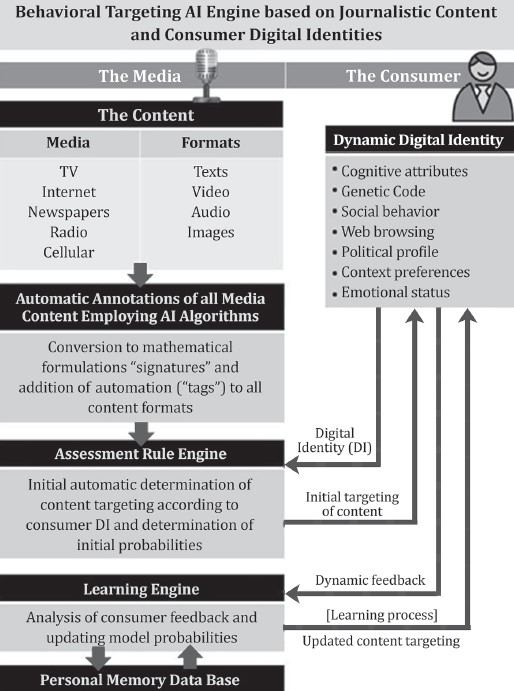 Behavioral Targeting AI Engine based on Journalistic Content
and Consumer Digital Identities
The Media
The Consumer
The Content
Media
TV
Internet
Newspapers
Radio
Cellular
Formats
Texts
Video
Audio
Images
Dynamic Digital Identity
• Cognitive attributes
• Genetic Code
• Social behavior
• Web browsing
• Political profile
• Context preferences
• Emotional status
Automatic Annotations of all Media
Content Employing AI Algorithms
Conversion to mathematical
formulations “signatures” and
addition of automation (“tags”) to all
content formats
Digital
Identity (DI)
Assessment Rule Engine
Initial automatic determination of
content targeting according to
consumer DI and determination of
initial probabilities
Initial targeting
of content
Dynamic feedback
Learning Engine
Analysis of consumer feedback and
updating model probabilities
[Learning process]
Updated content targeting
Personal Memory Data Base